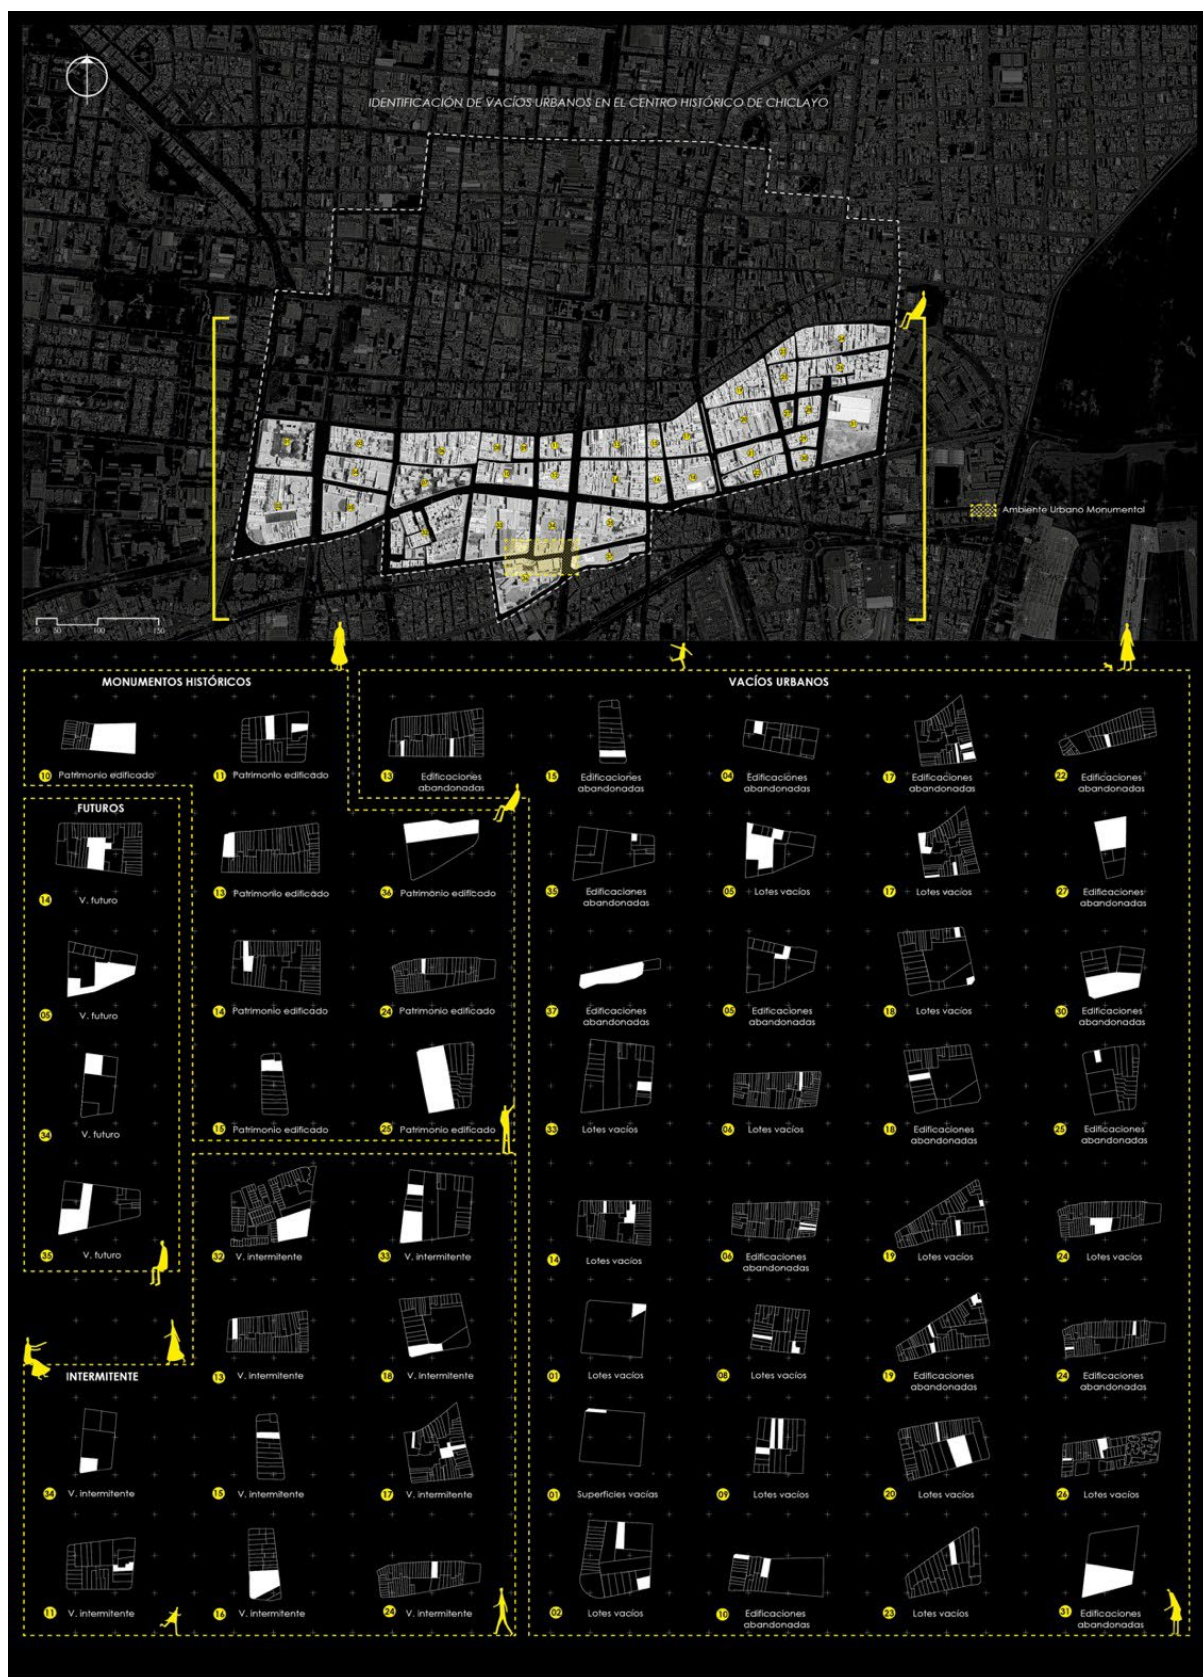 IDENTIFICACIÓN DE VACÍOS URBANOS EN EL CENTRO HISTÓRICO DE CHICLAYO
Ambiente Urbano Monumental
0 50 100 150
MONUMENTOS HISTÓRICOS
10 Patrimonio edificado
11 Patrimonio edificado
13 Patrimonio edificado
36 Patrimonio edificado
14 Patrimonio edificado
24 Patrimonio edificado
15 Patrimonio edificado
25 Patrimonio edificado
FUTUROS
14 V. futuro
05 V. futuro
34 V. futuro
35 V. futuro
INTERMITENTE
32 V. intermitente
33 V. intermitente
13 V. intermitente
18 V. intermitente
34 V. intermitente
15 V. intermitente
17 V. intermitente
11 V. intermitente
16 V. intermitente
24 V. intermitente
VACÍOS URBANOS
13 Edificaciones
abandonadas
15 Edificaciones
abandonadas
04 Edificaciones
abandonadas
17 Edificaciones
abandonadas
22 Edificaciones
abandonadas
35 Edificaciones
abandonadas
05 Lotes vacíos
17 Lotes vacíos
27 Edificaciones
abandonadas
37 Edificaciones
abandonadas
05 Edificaciones
abandonadas
18 Lotes vacíos
30 Edificaciones
abandonadas
33 Lotes vacíos
06 Lotes vacíos
18 Edificaciones
abandonadas
25 Edificaciones
abandonadas
14 Lotes vacíos
06 Edificaciones
abandonadas
19 Lotes vacíos
24 Lotes vacíos
01 Lotes vacíos
08 Lotes vacíos
19 Edificaciones
abandonadas
24 Edificaciones
abandonadas
01 Superficies vacías
09 Lotes vacíos
20 Lotes vacíos
26 Lotes vacíos
02 Lotes vacíos
10 Edificaciones
abandonadas
23 Lotes vacíos
31 Edificaciones
abandonadas